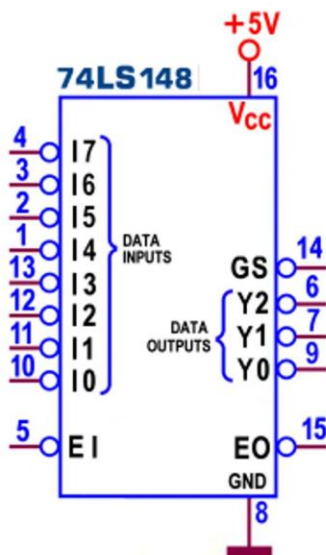 +5V
74LS148
16
VCC
4 I7
3 I6
2 I5
1 I4
13 I3
12 I2
11 I1
10 I0
DATA
INPUTS
GS 14
Y2 6
Y1 7
Y0 9
DATA
OUTPUTS
5 EI
EO 15
GND
8